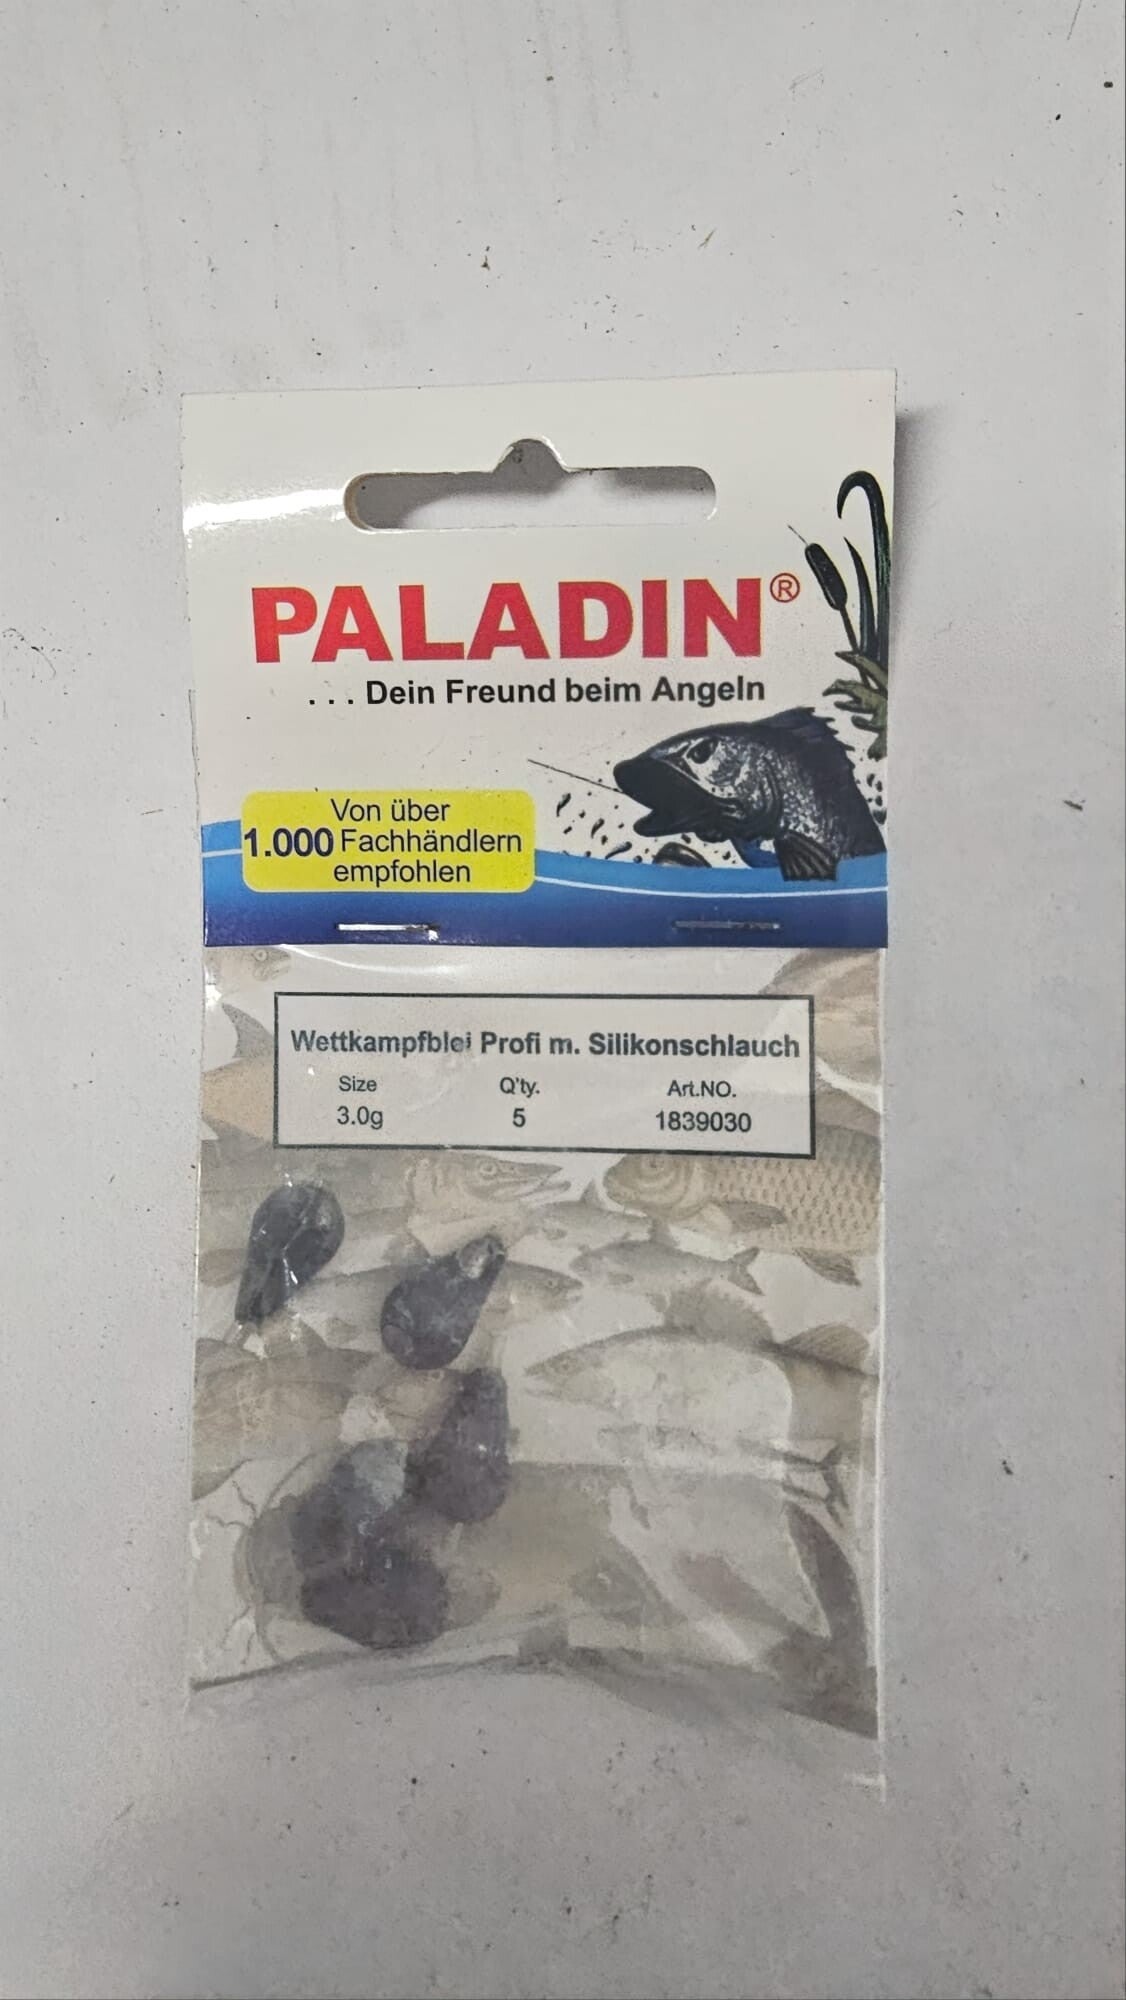 PALADIN®
. . . Dein Freund beim Angeln
Von über
1.000 Fachhändlern
empfohlen
Wettkampfblei Profi m. Silikonschlauch
Size Q'ty. Art.NO.
3.0g 5 1839030